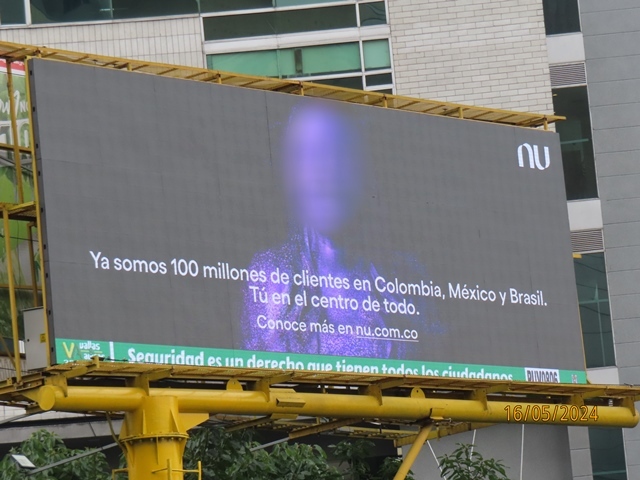 nu
Ya somos 100 millones de clientes en Colombia, México y Brasil.
Tú en el centro de todo.
Conoce más en nu.com.co
Seguridad es un derecho que tienen todos los ciudadanos
16/05/2024